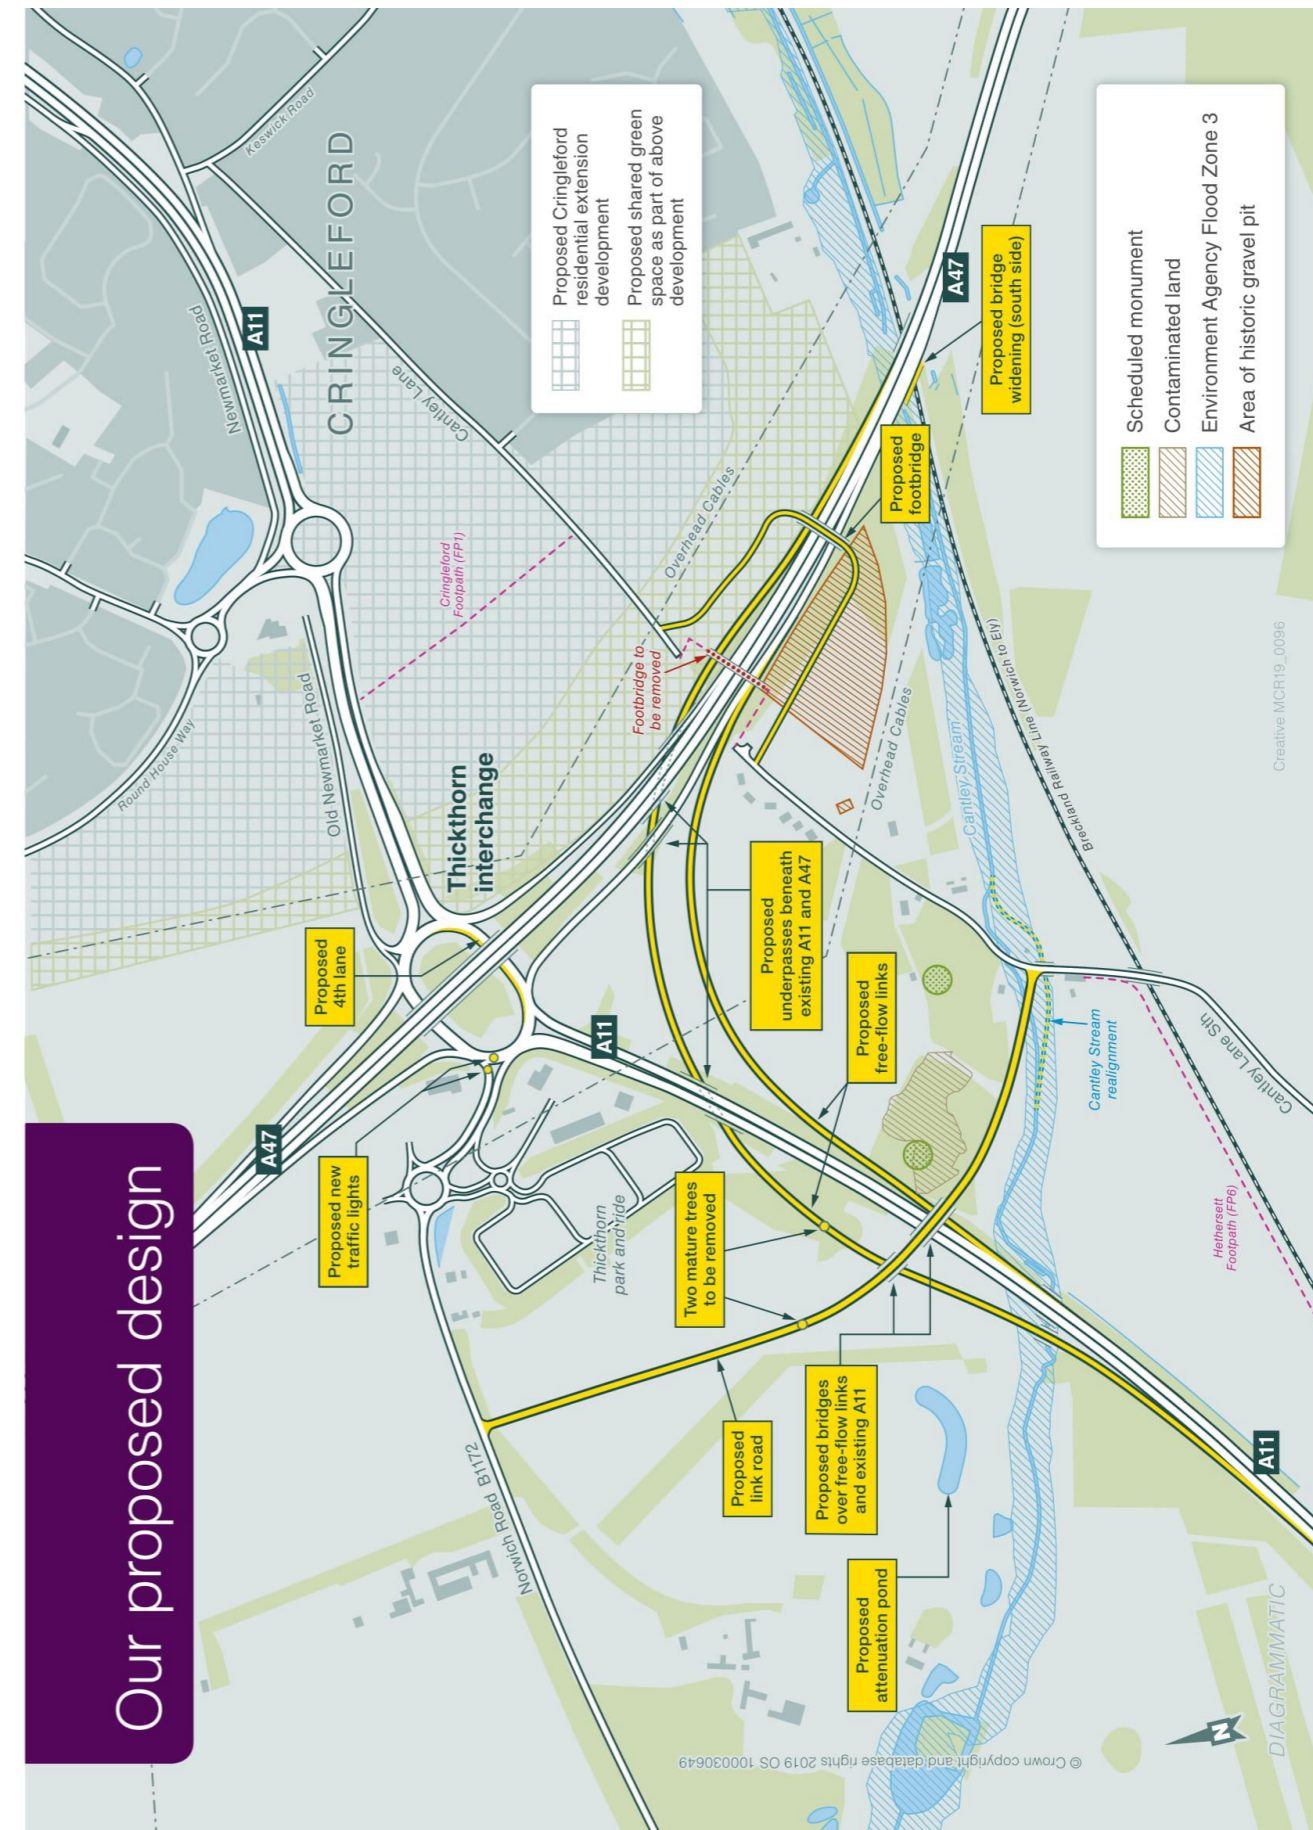 Our proposed design
A47
Proposed new
traffic lights
Proposed
4th lane
Thickthorn
interchange
Old Newmarket Road
Round House Way
Newmarket Road
A11
CRINGLEFORD
Keswick Road
Cantley Lane
Cringleford
Footpath (FP1)
Norwich Road B1172
Thickthorn
park and ride
A11
Two mature trees
to be removed
Proposed
link road
Proposed bridges
over free-flow links
and existing A11
Proposed
attenuation pond
Proposed
free-flow links
Proposed
underpasses beneath
existing A11 and A47
Footbridge to
be removed
Overhead Cables
Overhead Cables
Proposed
footbridge
Proposed bridge
widening (south side)
A47
Cantley Stream
Breckland Railway Line (Norwich to Ely)
Cantley Stream
realignment
Cantley Lane Sth
Hethersett
Footpath (FP6)
A11
Proposed Cringleford
residential extension
development
Proposed shared green
space as part of above
development
Scheduled monument
Contaminated land
Environment Agency Flood Zone 3
Area of historic gravel pit
Creative MCR19_0096
© Crown copyright and database rights 2019 OS 100030649
N
DIAGRAMMATIC